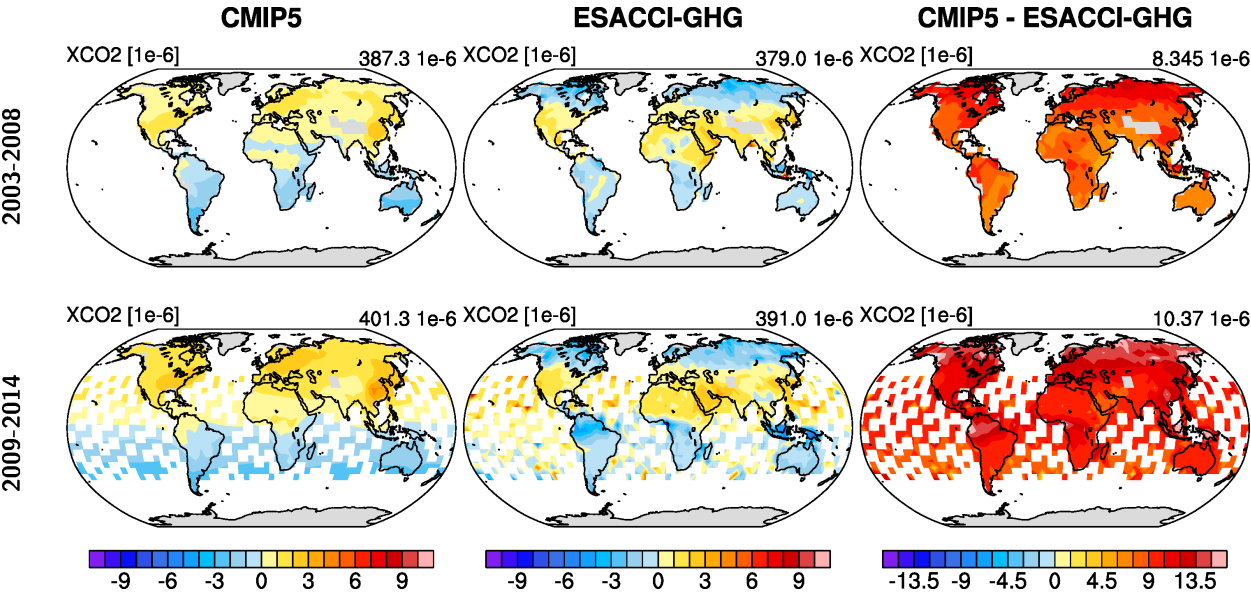 CMIP5 ESACCI-GHG CMIP5 - ESACCI-GHG
XCO2 [1e-6] 387.3 1e-6 XCO2 [1e-6] 379.0 1e-6 XCO2 [1e-6] 8.345 1e-6
2003-2008
XCO2 [1e-6] 401.3 1e-6 XCO2 [1e-6] 391.0 1e-6 XCO2 [1e-6] 10.37 1e-6
2009-2014
-9 -6 -3 0 3 6 9 -9 -6 -3 0 3 6 9 -13.5 -9 -4.5 0 4.5 9 13.5